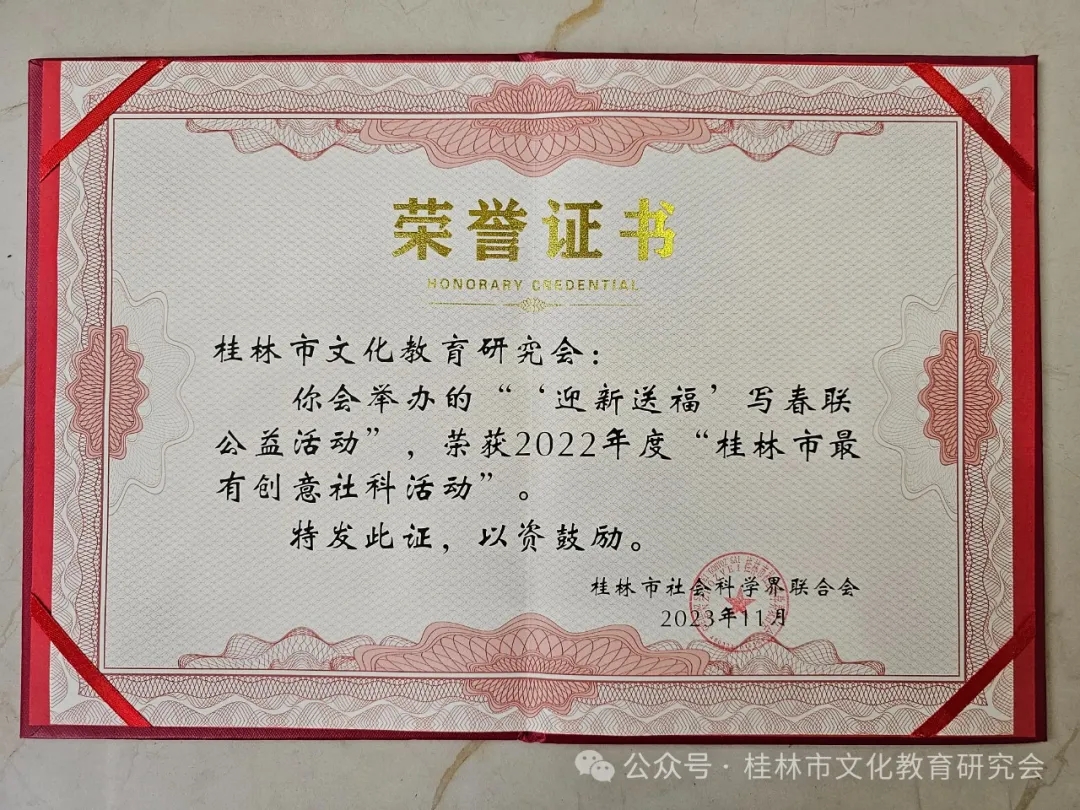 荣誉证书
HONORARY CREDENTIAL
桂林市文化教育研究会：
你会举办的“‘迎新送福’写春联
公益活动”，荣获2022年度“桂林市最
有创意社科活动”。
特发此证，以资鼓励。
桂林市社会科学界联合会
2023年11月
公众号·桂林市文化教育研究会